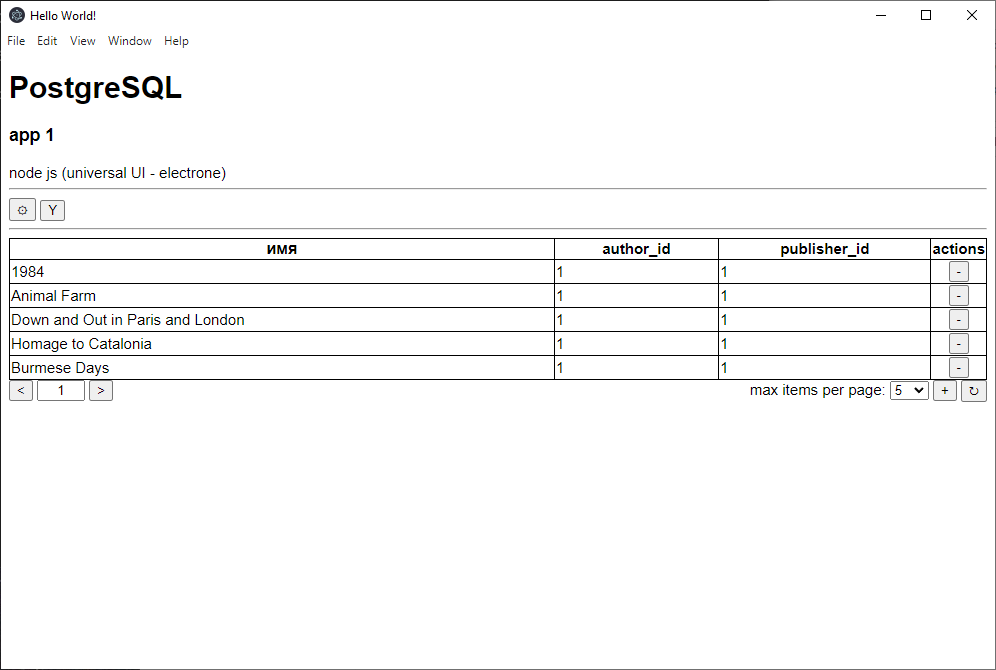 Hello World!
File Edit View Window Help
PostgreSQL
app 1
node js (universal UI - electrone)
⚙ Y
имя author_id publisher_id actions
1984 1 1 -
Animal Farm 1 1 -
Down and Out in Paris and London 1 1 -
Homage to Catalonia 1 1 -
Burmese Days 1 1 -
< 1 > max items per page: 5 + ↻